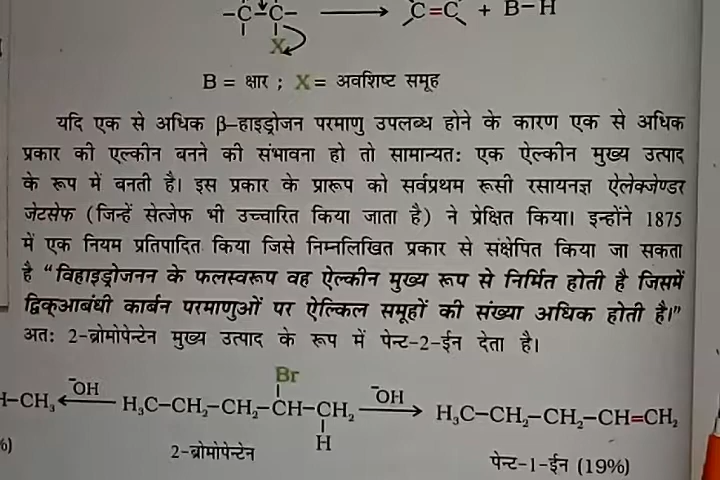 –C–C– → C=C + B–H
X
B = क्षार ; X = अवशिष्ट समूह
यदि एक से अधिक β–हाइड्रोजन परमाणु उपलब्ध होने के कारण एक से अधिक
प्रकार की एल्कीन बनने की संभावना हो तो सामान्यतः एक ऐल्कीन मुख्य उत्पाद
के रूप में बनती है। इस प्रकार के प्रारूप को सर्वप्रथम रूसी रसायनज्ञ ऐलेक्जेण्डर
जेटसेफ (जिन्हें सेत्जेफ भी उच्चारित किया जाता है) ने प्रेक्षित किया। इन्होंने 1875
में एक नियम प्रतिपादित किया जिसे निम्नलिखित प्रकार से संक्षेपित किया जा सकता
है “विहाइड्रोजनन के फलस्वरूप वह ऐल्कीन मुख्य रूप से निर्मित होती है जिसमें
द्विकआबंधी कार्बन परमाणुओं पर ऐल्किल समूहों की संख्या अधिक होती है।”
अतः 2-ब्रोमोपेन्टेन मुख्य उत्पाद के रूप में पेन्ट-2-ईन देता है।
Br
H–CH₃ ← ⁻OH H₃C–CH₂–CH₂–CH–CH₂ ⁻OH → H₃C–CH₂–CH₂–CH=CH₂
H
%) 2-ब्रोमोपेन्टेन पेन्ट-1-ईन (19%)